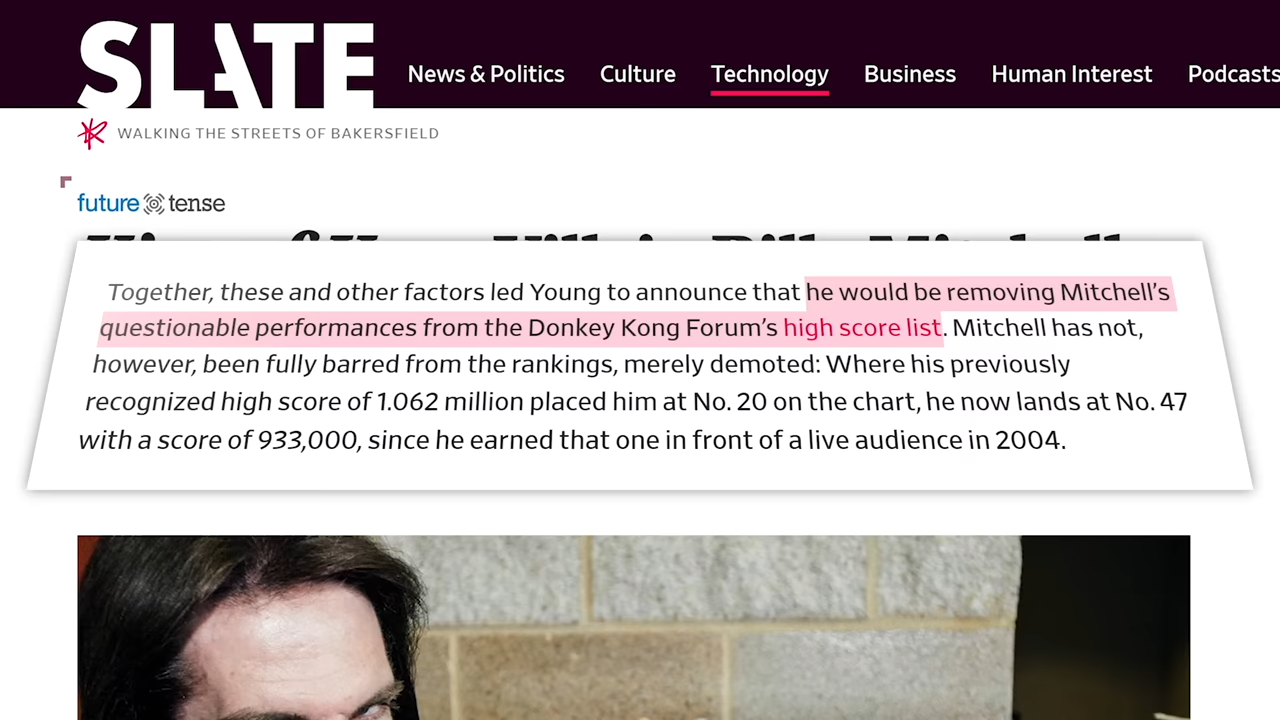 SLATE
News & Politics Culture Technology Business Human Interest Podcasts
WALKING THE STREETS OF BAKERSFIELD
future tense
Together, these and other factors led Young to announce that he would be removing Mitchell's
questionable performances from the Donkey Kong Forum's high score list. Mitchell has not,
however, been fully barred from the rankings, merely demoted: Where his previously
recognized high score of 1.062 million placed him at No. 20 on the chart, he now lands at No. 47
with a score of 933,000, since he earned that one in front of a live audience in 2004.